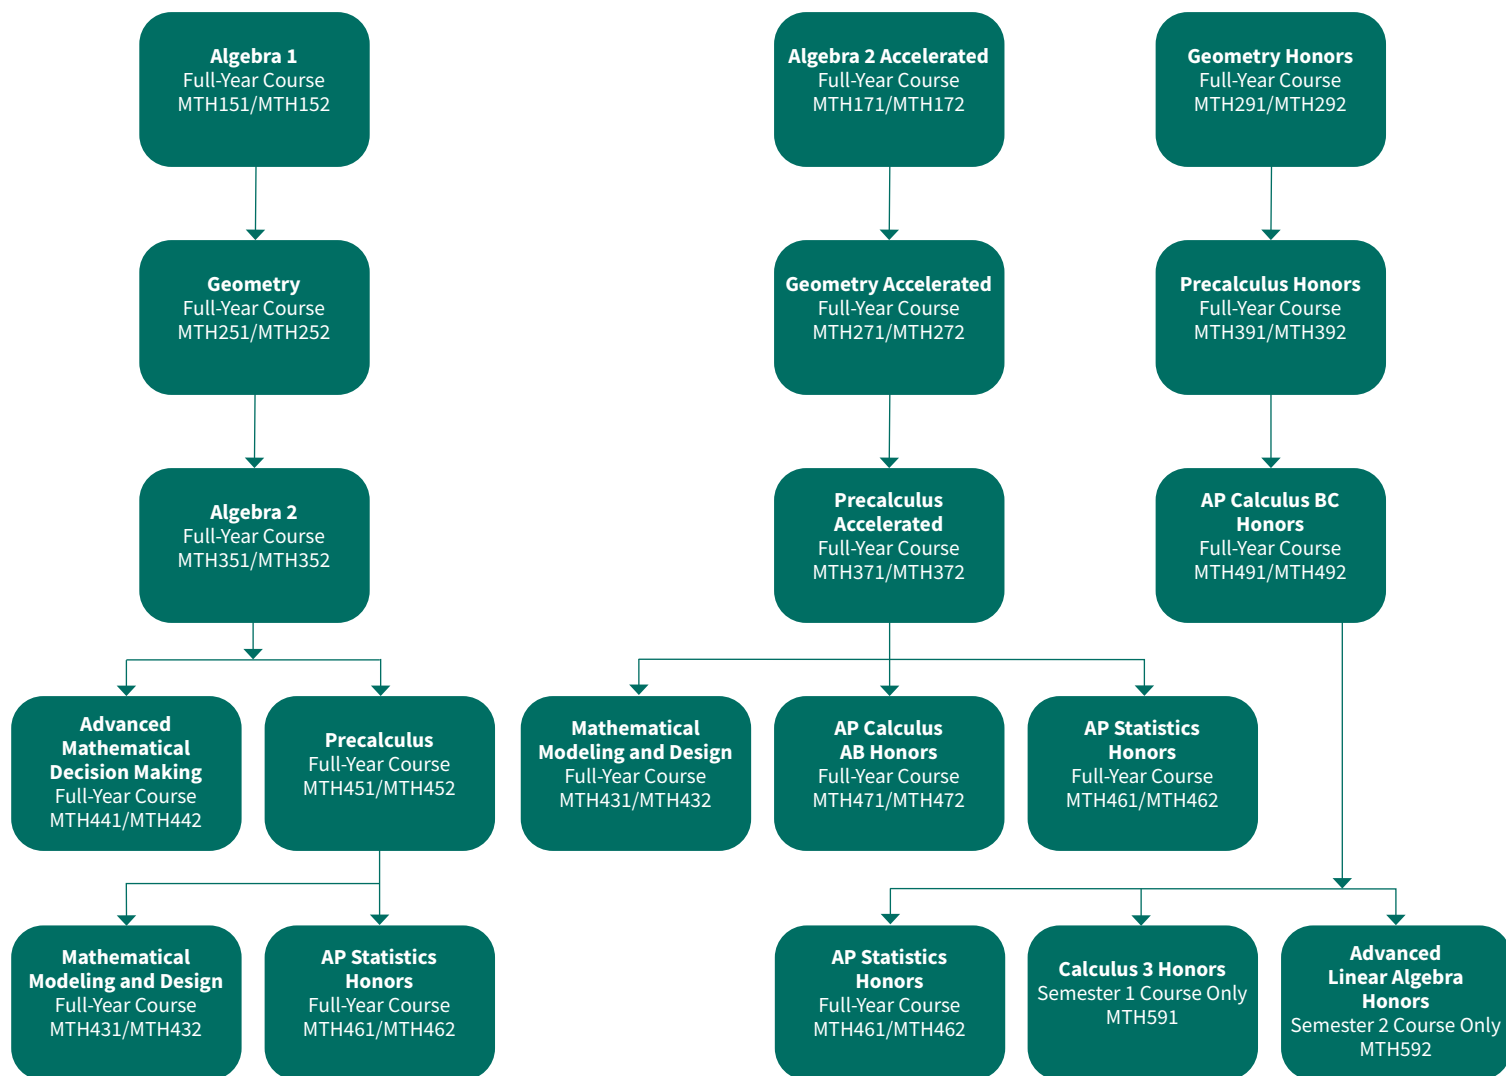 Algebra 1
Full-Year Course
MTH151/MTH152
Algebra 2 Accelerated
Full-Year Course
MTH171/MTH172
Geometry Honors
Full-Year Course
MTH291/MTH292
Geometry
Full-Year Course
MTH251/MTH252
Geometry Accelerated
Full-Year Course
MTH271/MTH272
Precalculus Honors
Full-Year Course
MTH391/MTH392
Algebra 2
Full-Year Course
MTH351/MTH352
Precalculus
Accelerated
Full-Year Course
MTH371/MTH372
AP Calculus BC
Honors
Full-Year Course
MTH491/MTH492
Advanced
Mathematical
Decision Making
Full-Year Course
MTH441/MTH442
Precalculus
Full-Year Course
MTH451/MTH452
Mathematical
Modeling and Design
Full-Year Course
MTH431/MTH432
AP Calculus
AB Honors
Full-Year Course
MTH471/MTH472
AP Statistics
Honors
Full-Year Course
MTH461/MTH462
Mathematical
Modeling and Design
Full-Year Course
MTH431/MTH432
AP Statistics
Honors
Full-Year Course
MTH461/MTH462
AP Statistics
Honors
Full-Year Course
MTH461/MTH462
Calculus 3 Honors
Semester 1 Course Only
MTH591
Advanced
Linear Algebra
Honors
Semester 2 Course Only
MTH592